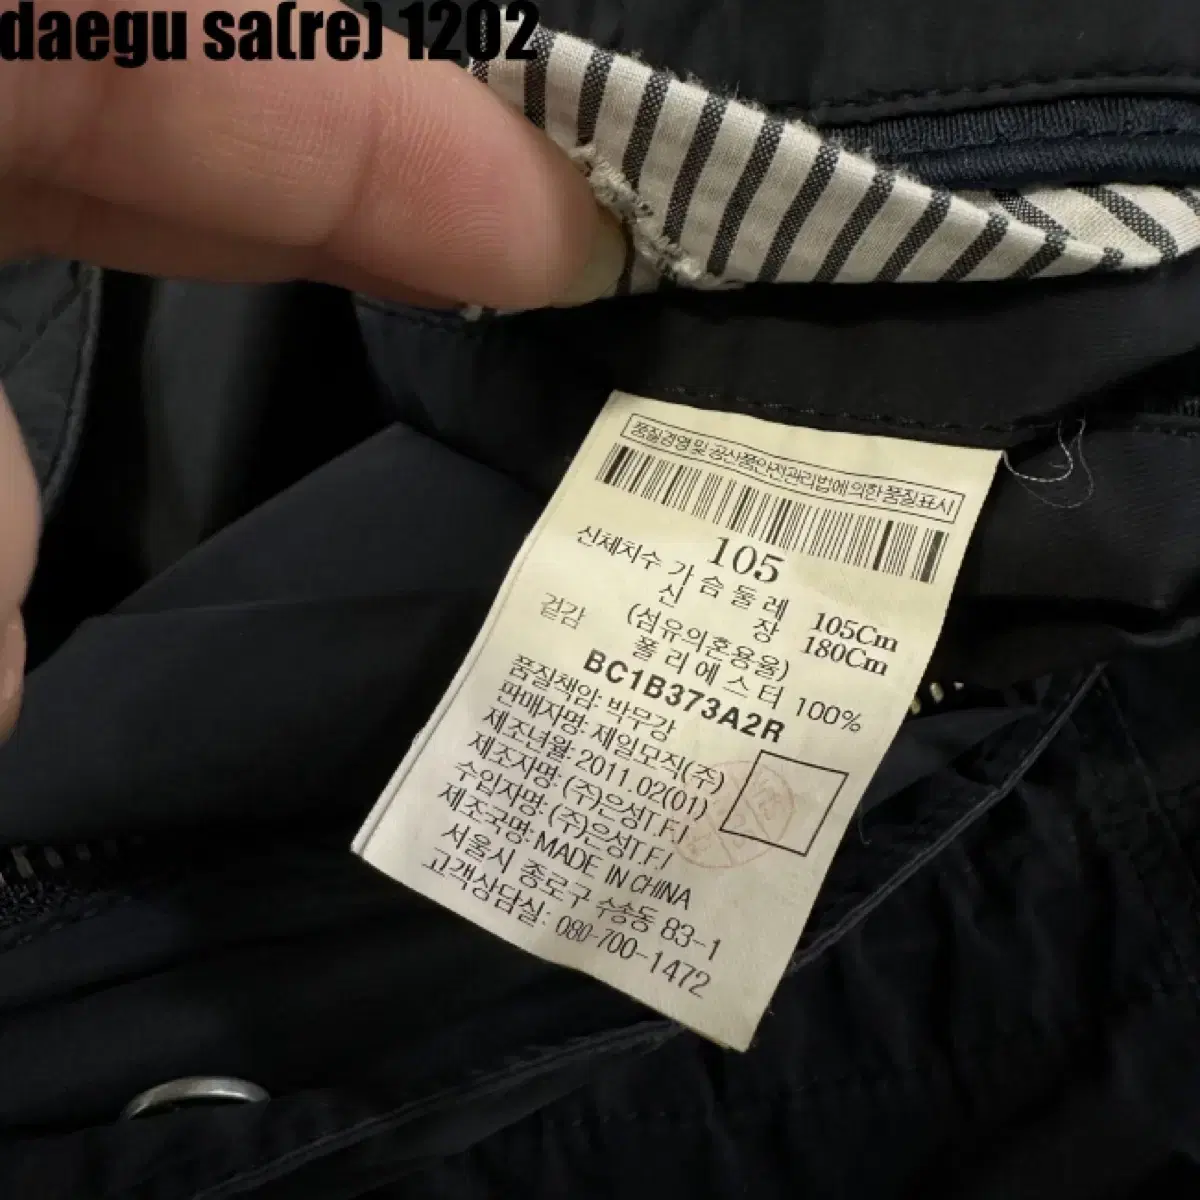 daegu sa(re) 1202
품질경영 및 공산품안전관리법에 의한 품질표시
105
신체치수 가슴둘레 105Cm
신 장 180Cm
(섬유의혼용율)
겉감 폴리에스터 100%
BC1B373A2R
품질책임: 박무강
판매자명: 제일모직(주)
제조년월: 2011.02(01)
제조자명: (주)은성T.F.I
수입자명: (주)은성T.F.I
제조국명: MADE IN CHINA
서울시 종로구 수송동 83-1
고객상담실: 080-700-1472